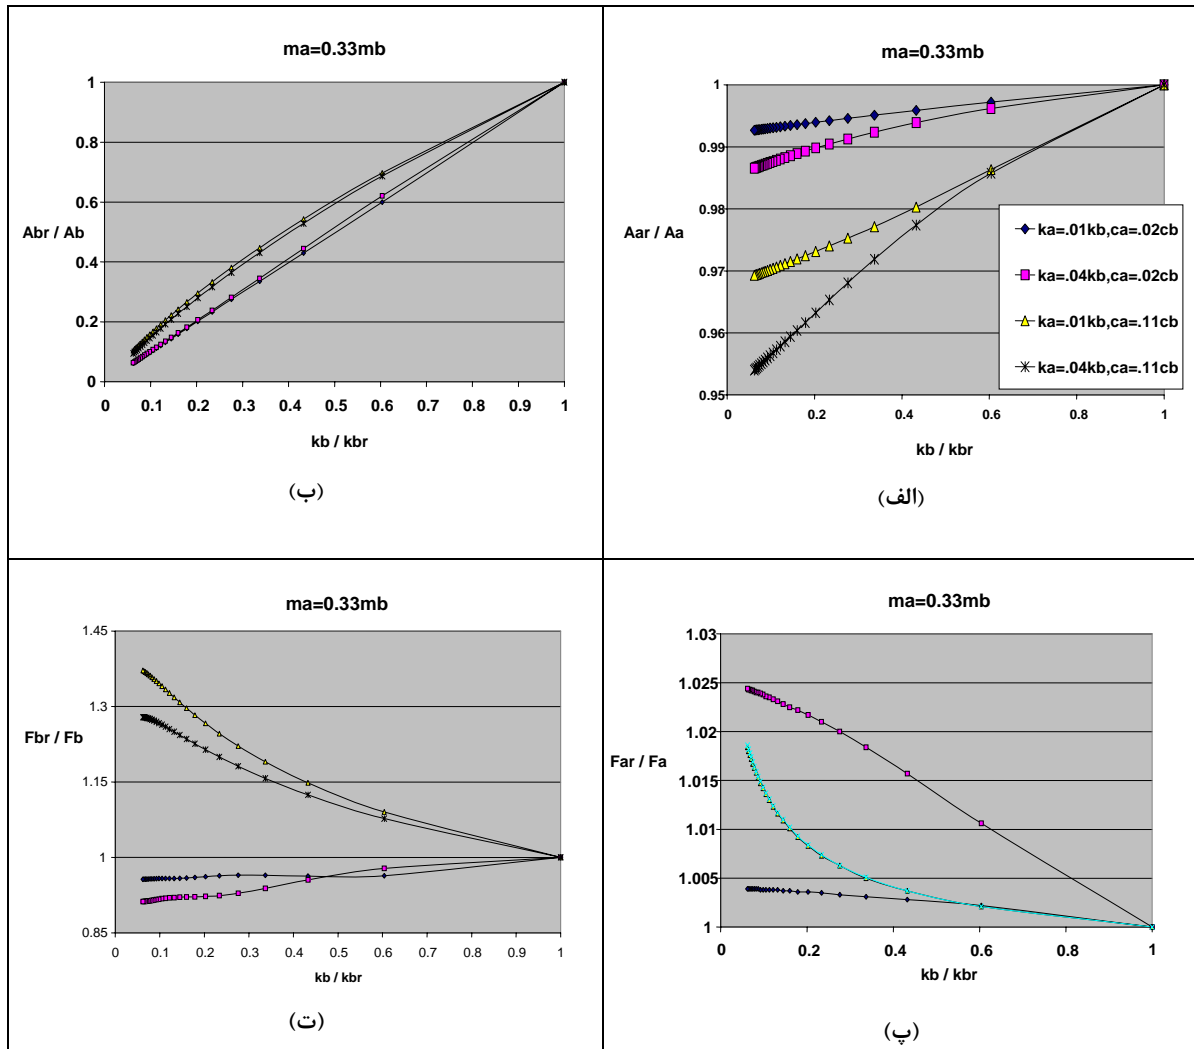 ma=0.33mb
Aar / Aa
1
0.99
0.98
0.97
0.96
0.95
0
0.2
0.4
0.6
0.8
1
kb / kbr
ka=.01kb,ca=.02cb
ka=.04kb,ca=.02cb
ka=.01kb,ca=.11cb
ka=.04kb,ca=.11cb
(الف)
ma=0.33mb
Abr / Ab
1
0.8
0.6
0.4
0.2
0
0
0.1
0.2
0.3
0.4
0.5
0.6
0.7
0.8
0.9
1
kb / kbr
(ب)
ma=0.33mb
Far / Fa
1.03
1.025
1.02
1.015
1.01
1.005
1
0
0.2
0.4
0.6
0.8
1
kb / kbr
(پ)
ma=0.33mb
Fbr / Fb
1.45
1.3
1.15
1
0.85
0
0.1
0.2
0.3
0.4
0.5
0.6
0.7
0.8
0.9
1
kb / kbr
(ت)